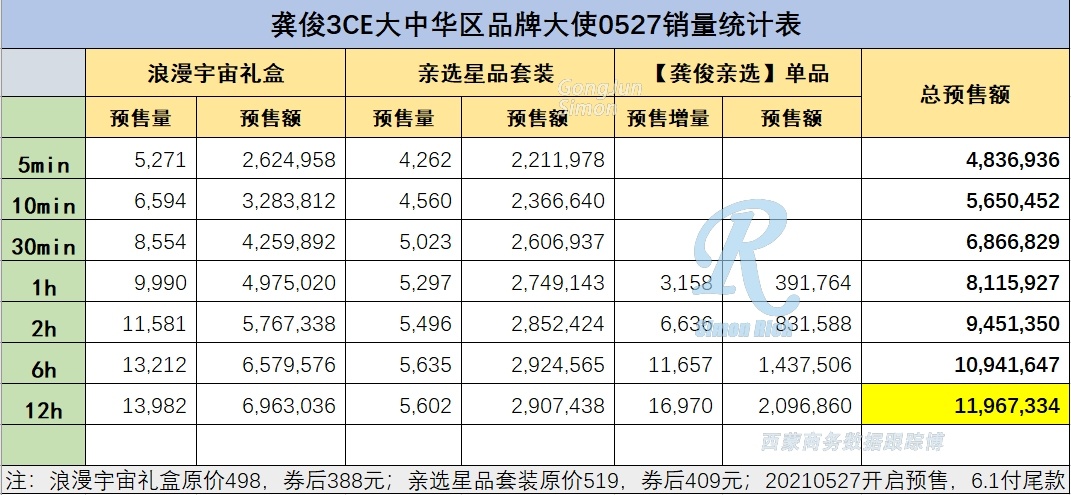 龚俊3CE大中华区品牌大使0527销量统计表
浪漫宇宙礼盒 亲选星品套装 【龚俊亲选】单品 总预售额
预售量 预售额 预售量 预售额 预售增量 预售额
GongJun
Simon
5min 5,271 2,624,958 4,262 2,211,978 4,836,936
10min 6,594 3,283,812 4,560 2,366,640 5,650,452
30min 8,554 4,259,892 5,023 2,606,937 6,866,829
1h 9,990 4,975,020 5,297 2,749,143 3,158 391,764 8,115,927
2h 11,581 5,767,338 5,496 2,852,424 6,636 831,588 9,451,350
R
Simon Rich
6h 13,212 6,579,576 5,635 2,924,565 11,657 1,437,506 10,941,647
12h 13,982 6,963,036 5,602 2,907,438 16,970 2,096,860 11,967,334
西蒙商务数据跟踪博
注：浪漫宇宙礼盒原价498，券后388元；亲选星品套装原价519，券后409元；20210527开启预售，6.1付尾款